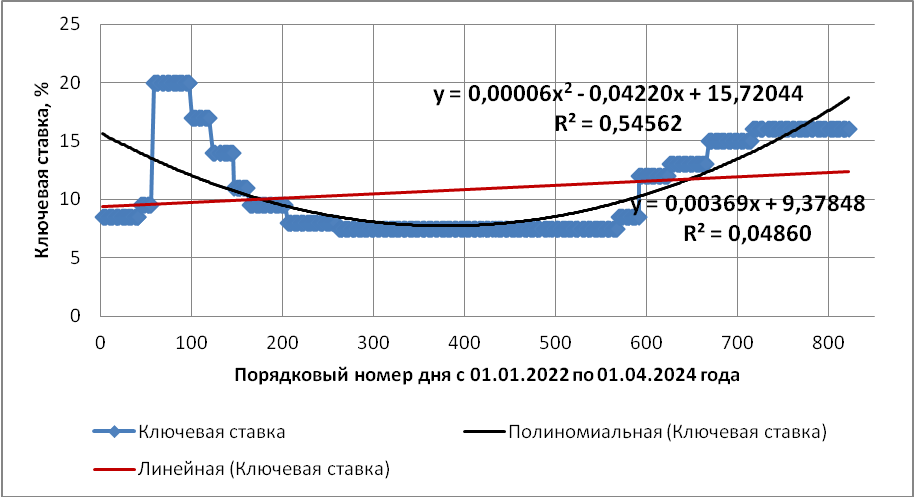 25
20
15
10
5
0
Ключевая ставка, %
y = 0,00006x² - 0,04220x + 15,72044
R² = 0,54562
y = 0,00369x + 9,37848
R² = 0,04860
0 100 200 300 400 500 600 700 800
Порядковый номер дня с 01.01.2022 по 01.04.2024 года
Ключевая ставка
Полиномиальная (Ключевая ставка)
Линейная (Ключевая ставка)